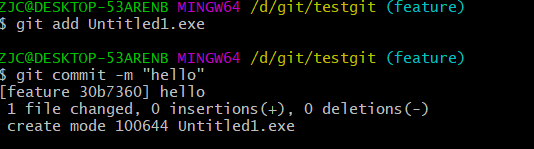 ZJC@DESKTOP-53ARENB MINGW64 /d/git/testgit (feature)
$ git add Untitled1.exe
ZJC@DESKTOP-53ARENB MINGW64 /d/git/testgit (feature)
$ git commit -m "hello"
[feature 30b7360] hello
1 file changed, 0 insertions(+), 0 deletions(-)
create mode 100644 Untitled1.exe